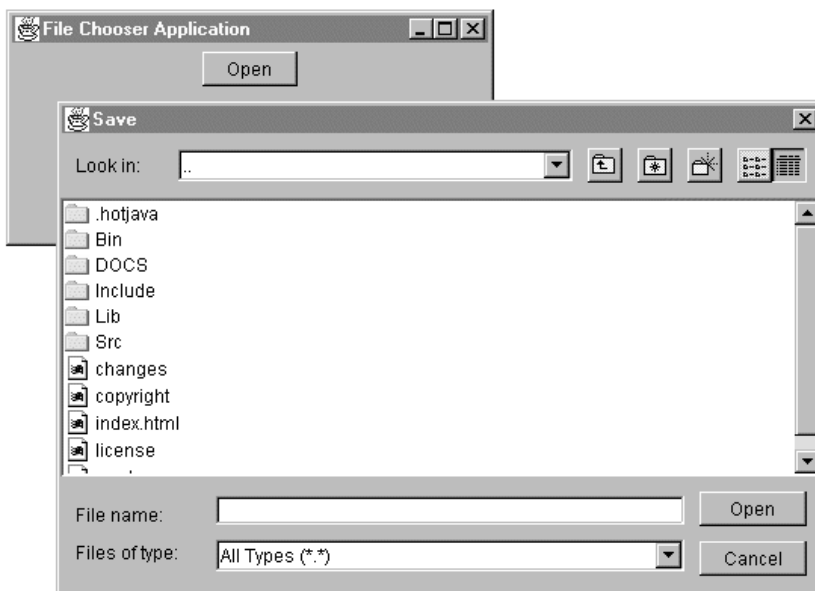 File Chooser Application
Open
Save
Look in: ..
.hotjava
Bin
DOCS
Include
Lib
Src
changes
copyright
index.html
license
File name: Open
Files of type: All Types (*.*) Cancel